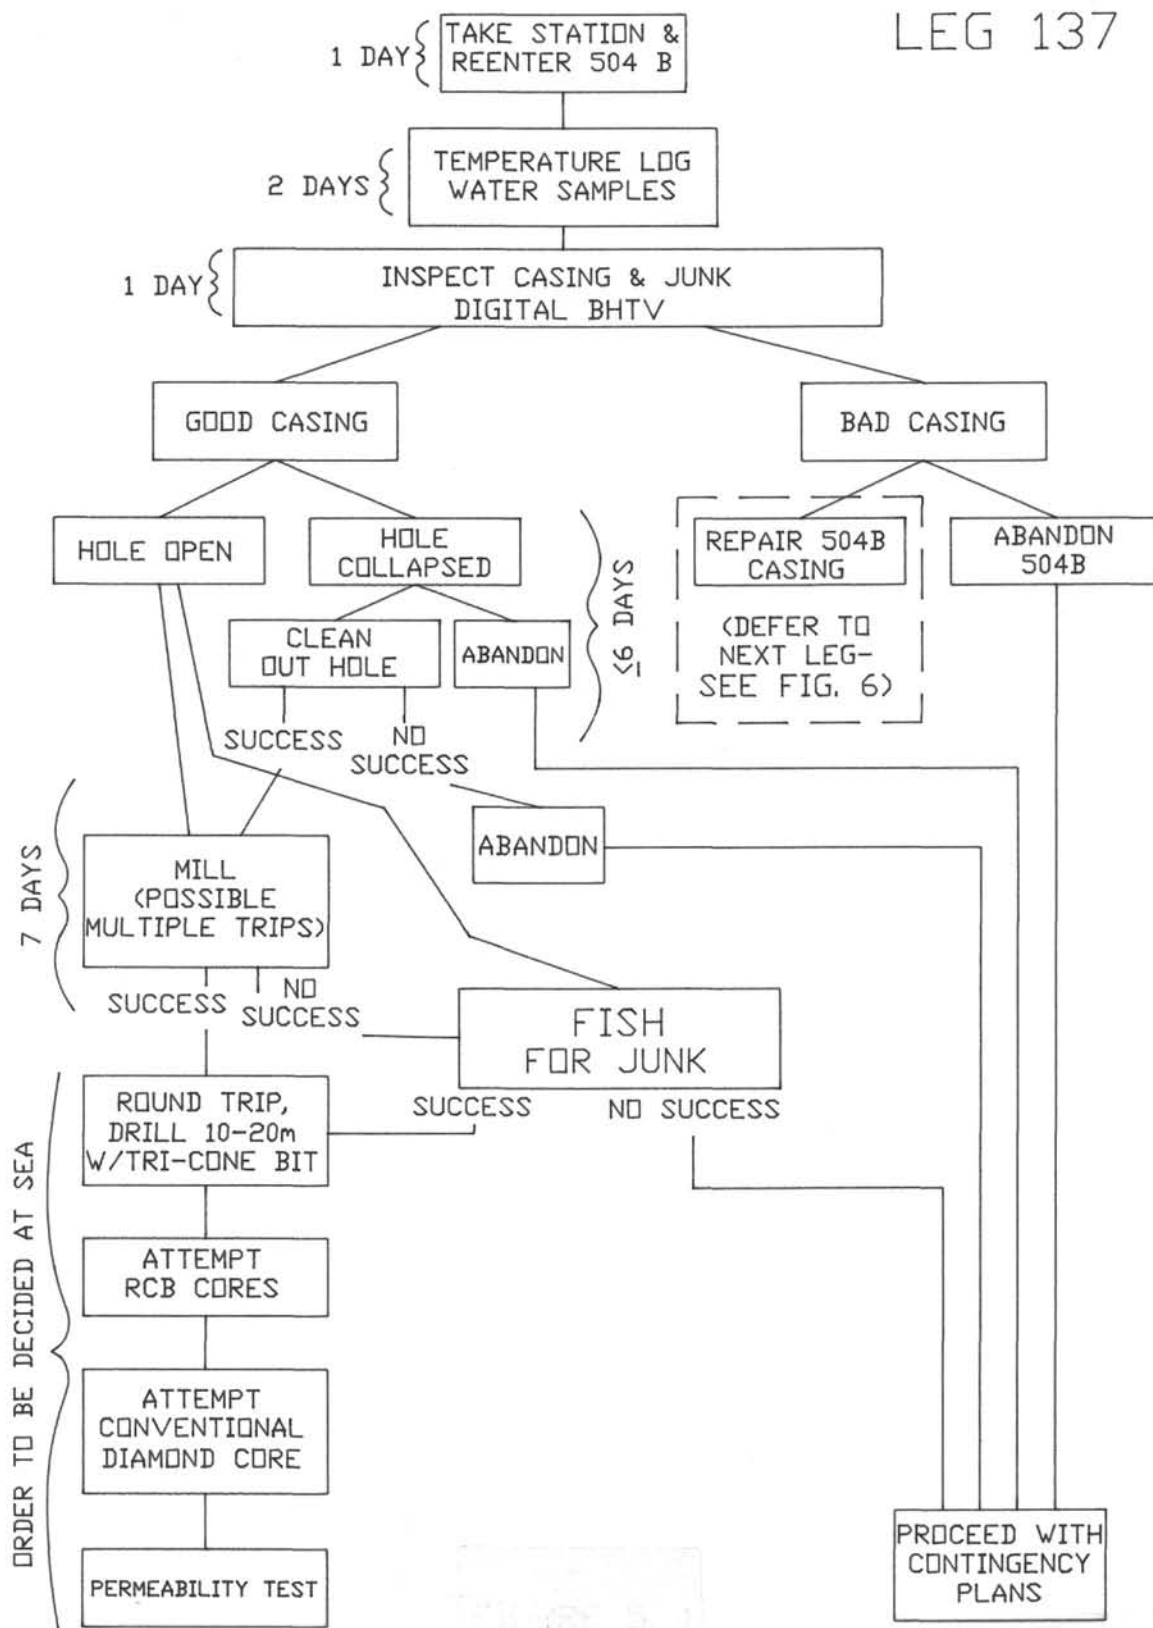 LEG 137
1 DAY
TAKE STATION &
REENTER 504 B
2 DAYS
TEMPERATURE LOG
WATER SAMPLES
1 DAY
INSPECT CASING & JUNK
DIGITAL BHTV
GOOD CASING
BAD CASING
HOLE OPEN
HOLE
COLLAPSED
≤6 DAYS
REPAIR 504B
CASING
(DEFER TO
NEXT LEG-
SEE FIG. 6)
ABANDON
504B
CLEAN
OUT HOLE
ABANDON
SUCCESS
NO
SUCCESS
ABANDON
7 DAYS
MILL
(POSSIBLE
MULTIPLE TRIPS)
SUCCESS
NO
SUCCESS
FISH
FOR JUNK
SUCCESS
NO SUCCESS
ORDER TO BE DECIDED AT SEA
ROUND TRIP,
DRILL 10-20m
W/TRI-CONE BIT
ATTEMPT
RCB CORES
ATTEMPT
CONVENTIONAL
DIAMOND CORE
PERMEABILITY TEST
PROCEED WITH
CONTINGENCY
PLANS